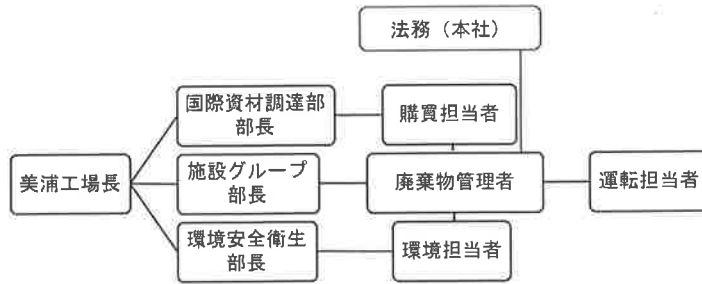 法務（本社）
国際資材調達部
部長
購買担当者
美浦工場長
施設グループ
部長
廃棄物管理者
運転担当者
環境安全衛生
部長
環境担当者